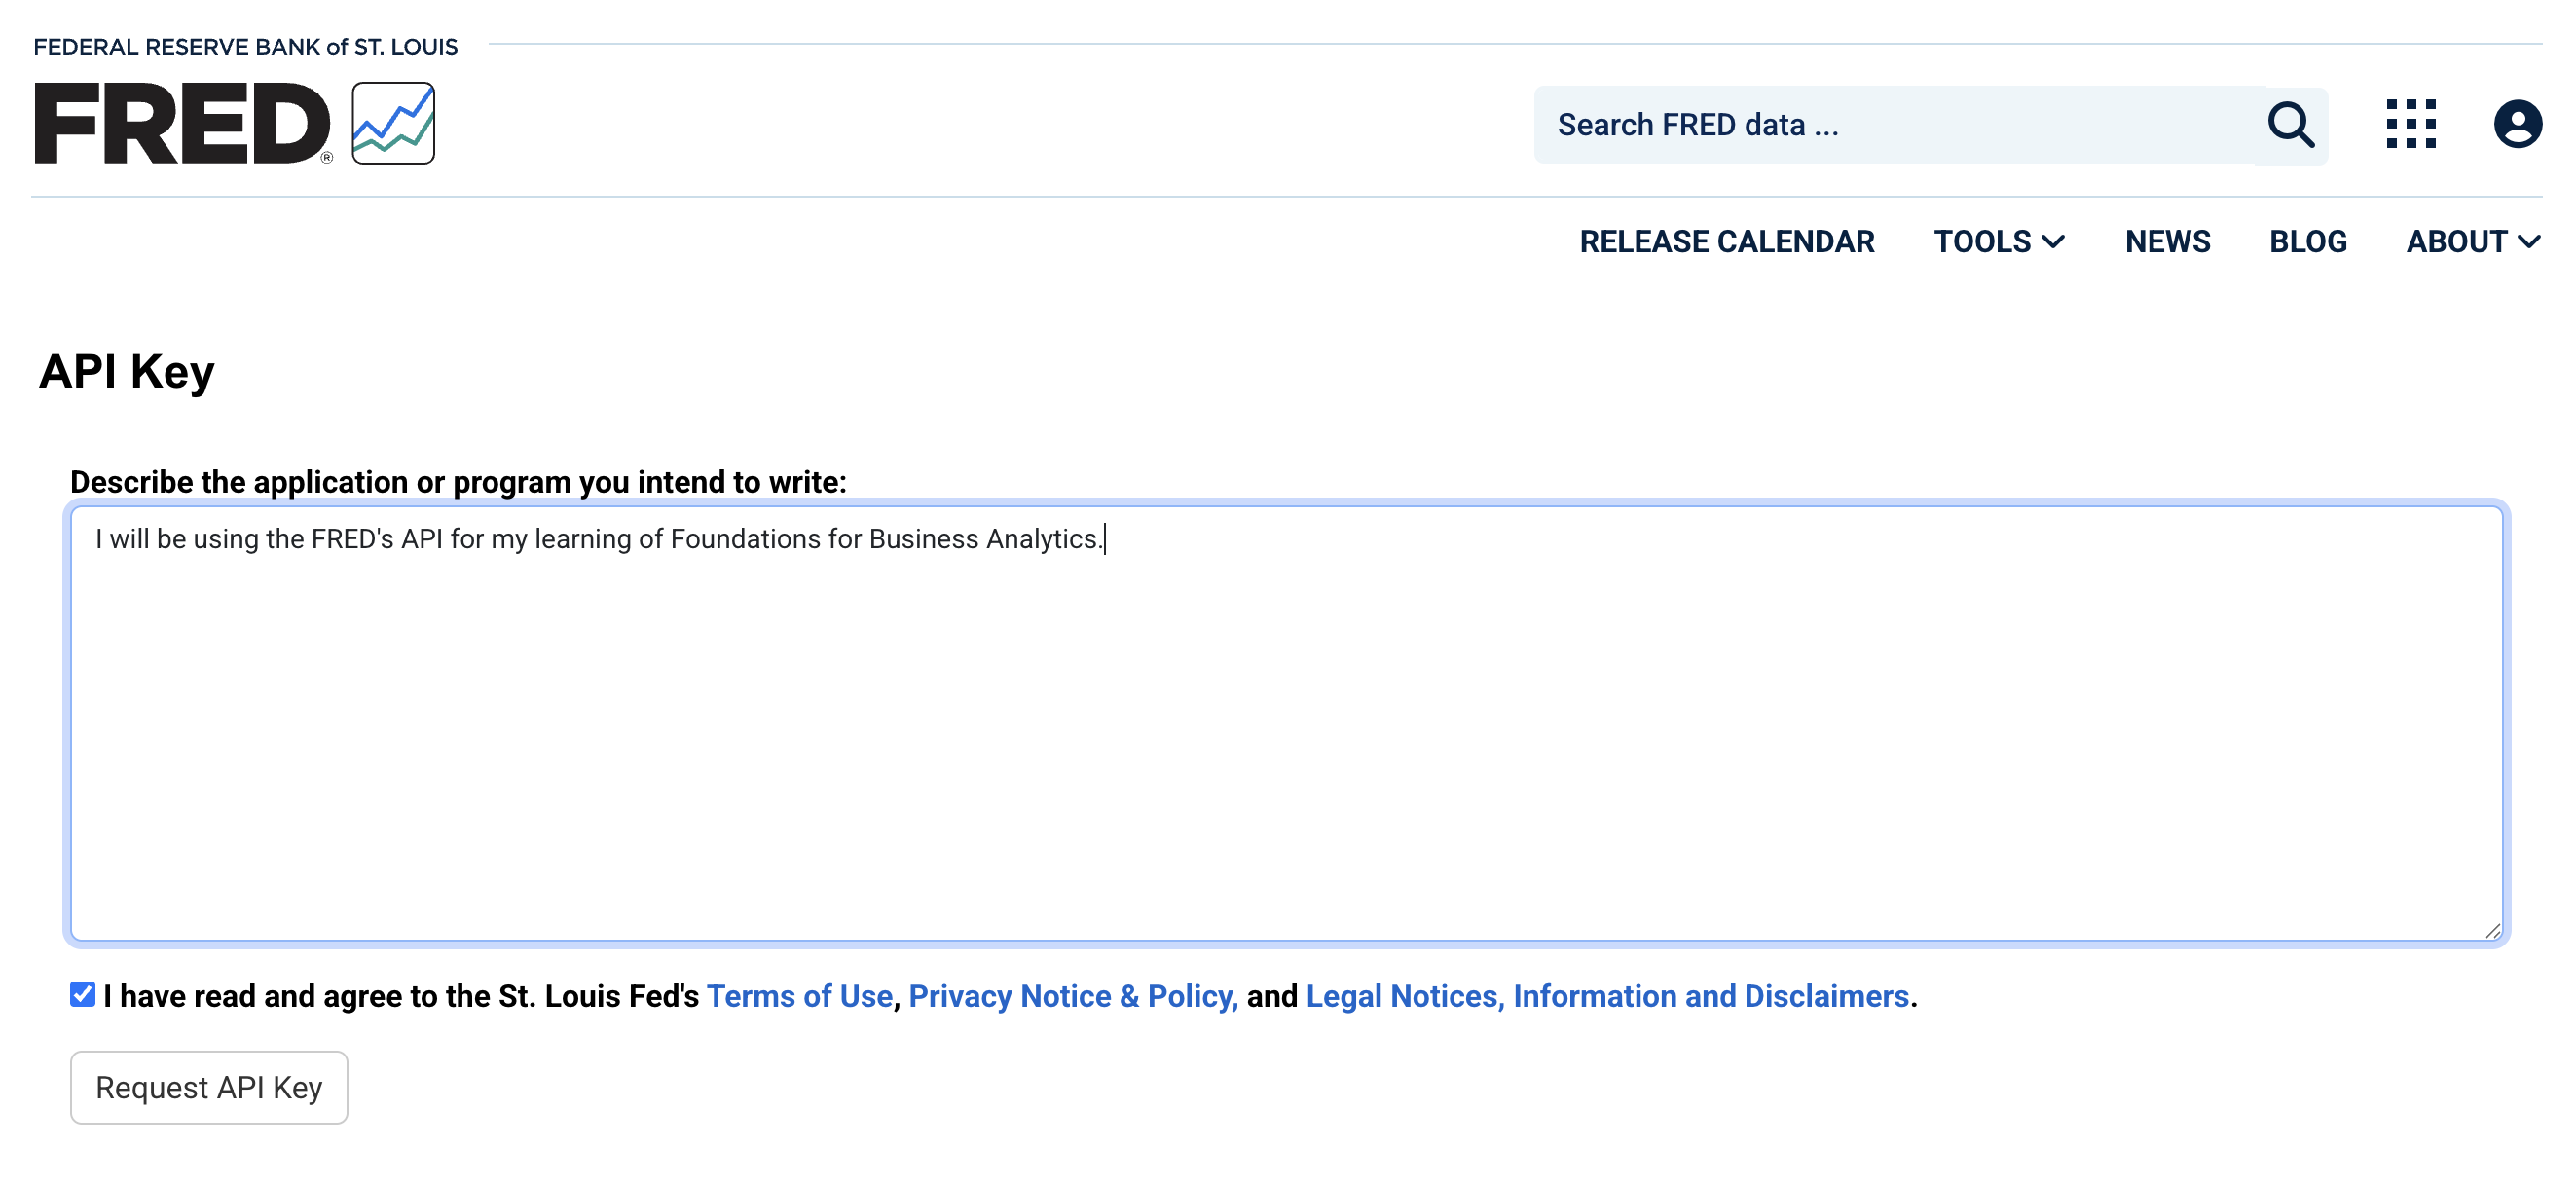 FEDERAL RESERVE BANK of ST. LOUIS
FRED®
Search FRED data ...
RELEASE CALENDAR TOOLS NEWS BLOG ABOUT
API Key
Describe the application or program you intend to write:
I will be using the FRED's API for my learning of Foundations for Business Analytics.
I have read and agree to the St. Louis Fed's Terms of Use, Privacy Notice & Policy, and Legal Notices, Information and Disclaimers.
Request API Key